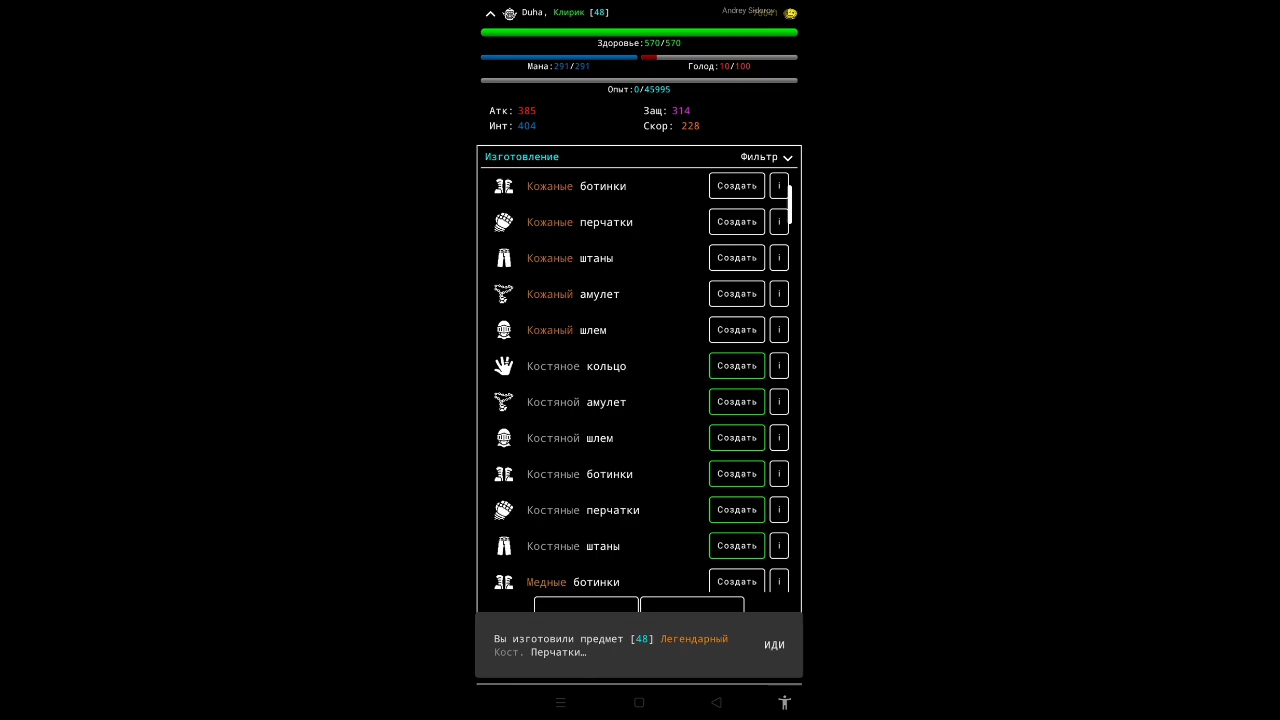 Duha, Клирик [48]
Andrey Sidorov
Здоровье:570/570
Мана:291/291 Голод:10/100
Опыт:0/45995
Атк: 385 Защ: 314
Инт: 404 Скор: 228
Изготовление Фильтр
Кожаные ботинки Создать i
Кожаные перчатки Создать i
Кожаные штаны Создать i
Кожаный амулет Создать i
Кожаный шлем Создать i
Костяное кольцо Создать i
Костяной амулет Создать i
Костяной шлем Создать i
Костяные ботинки Создать i
Костяные перчатки Создать i
Костяные штаны Создать i
Медные ботинки Создать i
Вы изготовили предмет [48] Легендарный
Кост. Перчатки… ИДИ